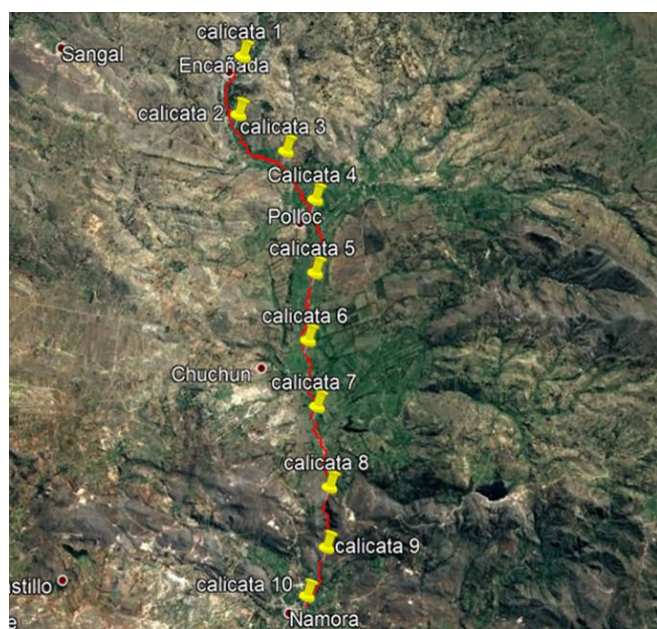 calicata 1
Sangal
Encañada
calicata 2
calicata 3
Calicata 4
Polloc
calicata 5
calicata 6
Chuchun
calicata 7
calicata 8
calicata 9
astillo
calicata 10
e
Namora